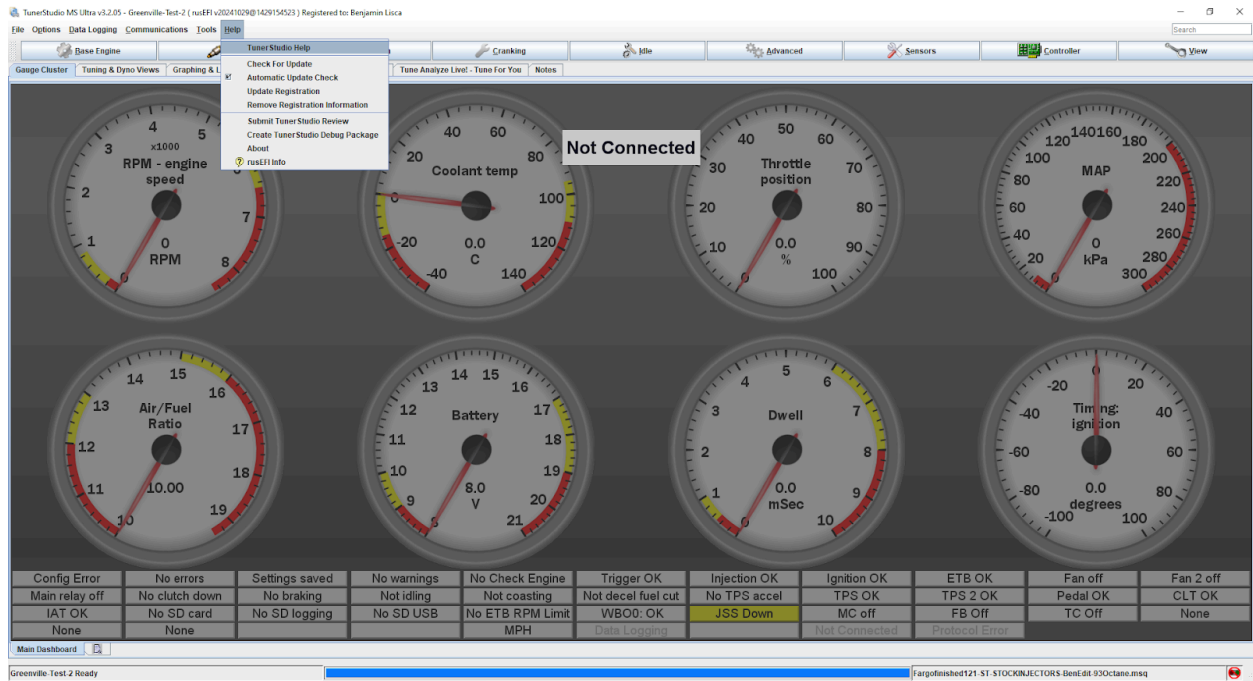 TunerStudio MS Ultra v3.2.05 - Greenville-Test-2 ( rusEFI v20241029@1429154523 ) Registered to: Benjamin Lisca
File Options Data Logging Communications Tools Help
Search
Base Engine
Cranking
Idle
Advanced
Sensors
Controller
View
Gauge Cluster
Tuning & Dyno Views
Graphing & L
Tune Analyze Live! - Tune For You
Notes
TunerStudio Help
Check For Update
Automatic Update Check
Update Registration
Remove Registration Information
Submit TunerStudio Review
Create TunerStudio Debug Package
About
rusEFI Info
Not Connected
0 1 2 3 4 5 7 8
x1000
RPM - engine
speed
0
RPM
-40 -20 0 20 40 60 80 100 120 140
Coolant temp
0.0
C
0 10 20 30 40 50 60 70 80 90 100
Throttle
position
0.0
%
0 20 40 60 80 100 120 140 160 180 200 220 240 260 280 300
MAP
0
kPa
10 11 12 13 14 15 16 17 18 19
Air/Fuel
Ratio
10.00
8 9 10 11 12 13 14 15 16 17 18 19 20 21
Battery
8.0
V
0 1 2 3 4 5 6 7 8 9 10
Dwell
0.0
mSec
-100 -80 -60 -40 -20 0 20 40 60 80 100
Timing:
ignition
0.0
degrees
Config Error No errors Settings saved No warnings No Check Engine Trigger OK Injection OK Ignition OK ETB OK Fan off Fan 2 off
Main relay off No clutch down No braking Not idling Not coasting Not decel fuel cut No TPS accel TPS OK TPS 2 OK Pedal OK CLT OK
IAT OK No SD card No SD logging No SD USB No ETB RPM Limit WBO0: OK JSS Down MC off FB Off TC Off None
None None MPH Data Logging Not Connected Protocol Error
Main Dashboard
Greenville-Test-2 Ready
Fargofinished121-ST-STOCKINJECTORS-BenEdit-93Octane.msq